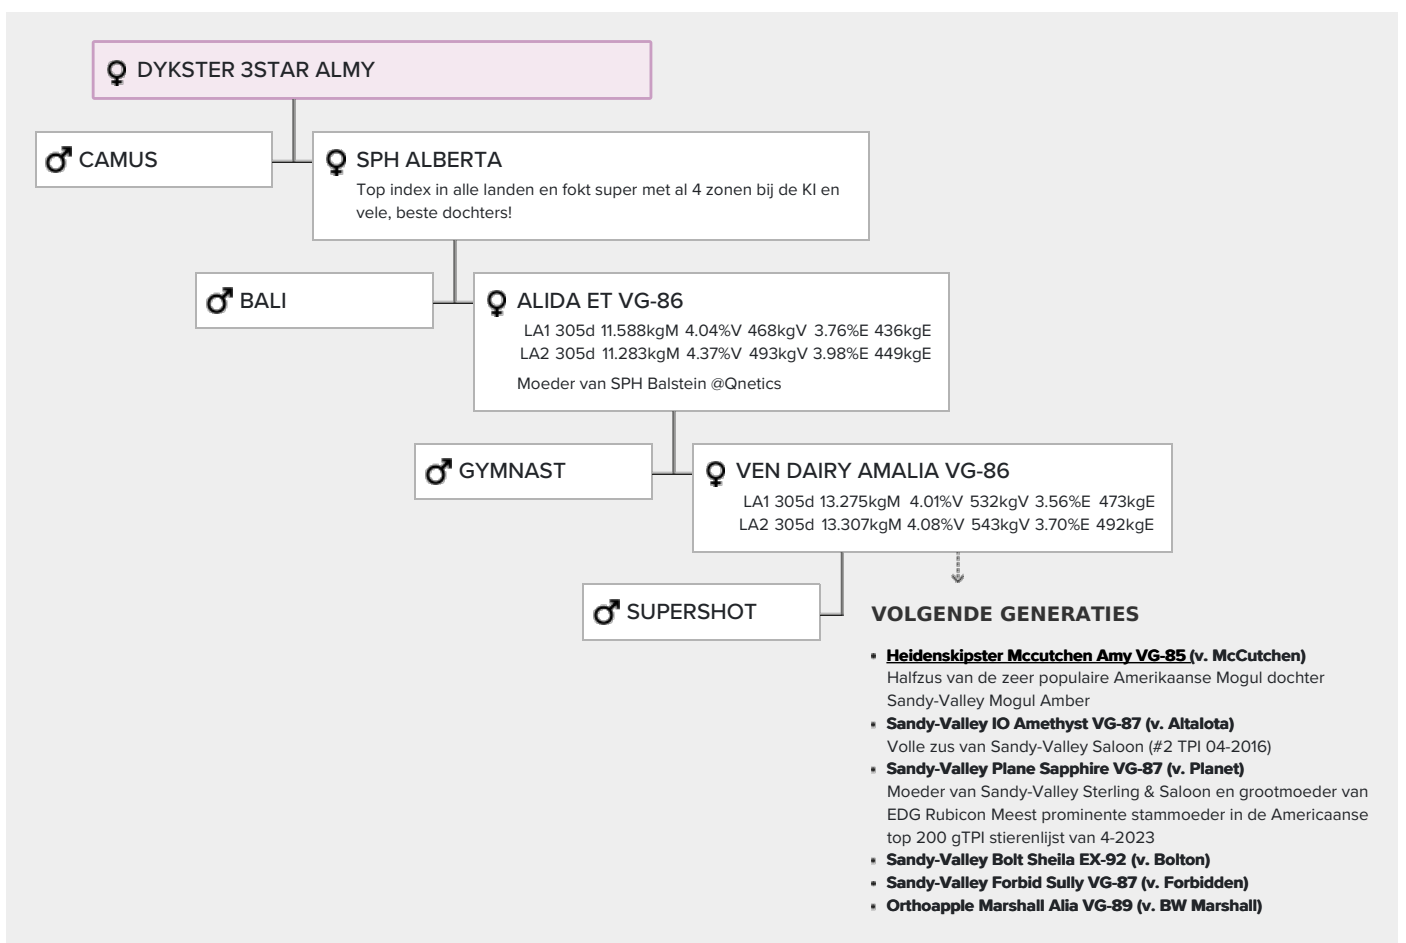 DYKSTER 3STAR ALMY
CAMUS
SPH ALBERTA
Top index in alle landen en fokt super met al 4 zonen bij de KI en
vele, beste dochters!
BALI
ALIDA ET VG-86
LA1 305d 11.588kgM 4.04%V 468kgV 3.76%E 436kgE
LA2 305d 11.283kgM 4.37%V 493kgV 3.98%E 449kgE
Moeder van SPH Balstein @Qnetics
GYMNAST
VEN DAIRY AMALIA VG-86
LA1 305d 13.275kgM 4.01%V 532kgV 3.56%E 473kgE
LA2 305d 13.307kgM 4.08%V 543kgV 3.70%E 492kgE
SUPERSHOT
VOLGENDE GENERATIES
Heidenskipster Mccutchen Amy VG-85 (v. McCutchen)
Halfzus van de zeer populaire Amerikaanse Mogul dochter
Sandy-Valley Mogul Amber
Sandy-Valley IO Amethyst VG-87 (v. Altalota)
Volle zus van Sandy-Valley Saloon (#2 TPI 04-2016)
Sandy-Valley Plane Sapphire VG-87 (v. Planet)
Moeder van Sandy-Valley Sterling & Saloon en grootmoeder van
EDG Rubicon Meest prominente stammoeder in de Americaanse
top 200 gTPI stierenlijst van 4-2023
Sandy-Valley Bolt Sheila EX-92 (v. Bolton)
Sandy-Valley Forbid Sully VG-87 (v. Forbidden)
Orthoapple Marshall Alia VG-89 (v. BW Marshall)